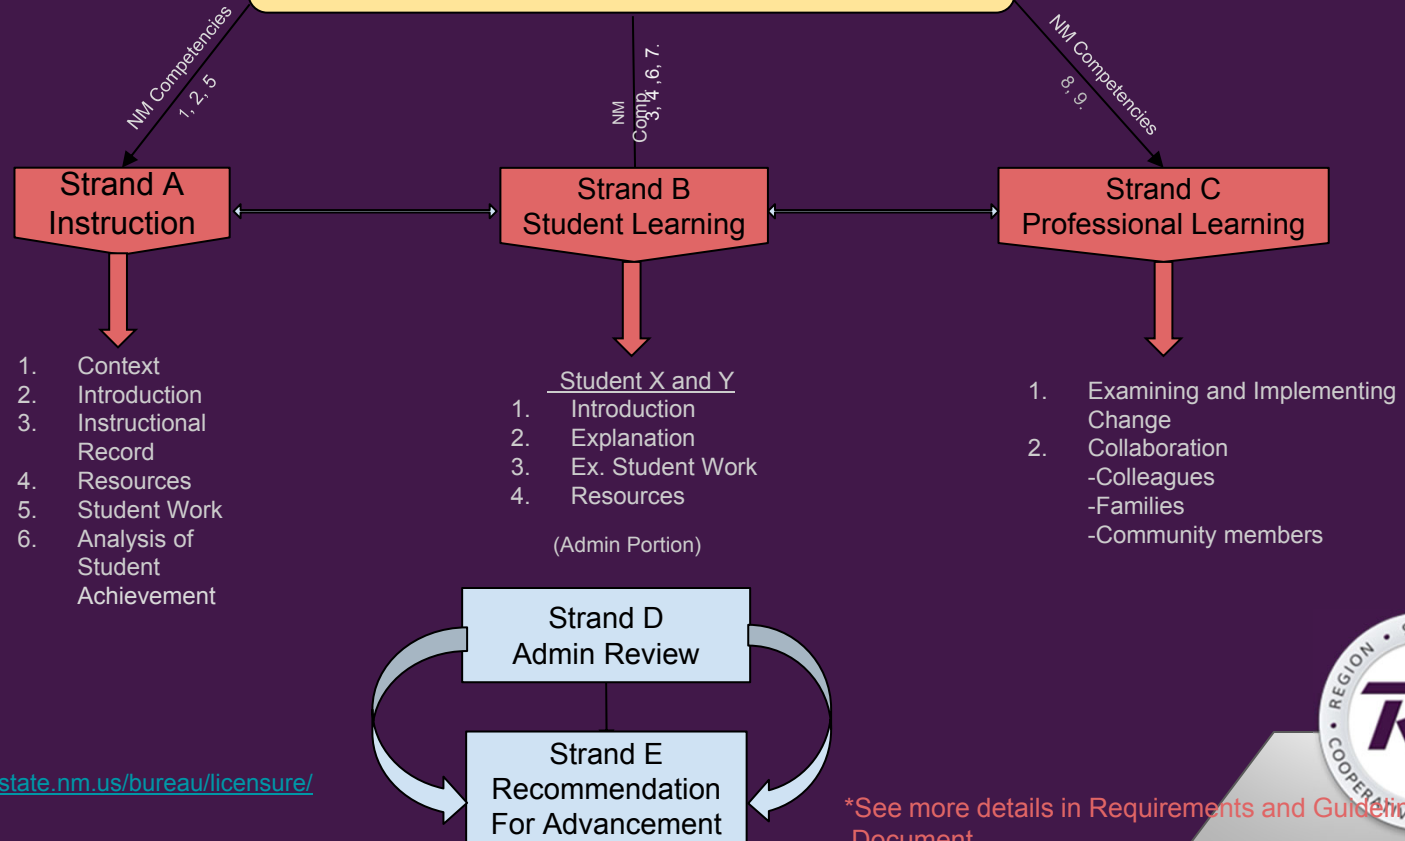 NM Competencies
1, 2, 5
NM
Comp.
3, 4 ,6, 7.
NM Competencies
8, 9.
Strand A
Instruction
Strand B
Student Learning
Strand C
Professional Learning
1. Context
2. Introduction
3. Instructional
Record
4. Resources
5. Student Work
6. Analysis of
Student
Achievement
Student X and Y
1. Introduction
2. Explanation
3. Ex. Student Work
4. Resources
(Admin Portion)
1. Examining and Implementing
Change
2. Collaboration
-Colleagues
-Families
-Community members
Strand D
Admin Review
Strand E
Recommendation
For Advancement
state.nm.us/bureau/licensure/
*See more details in Requirements and
Document
REGION